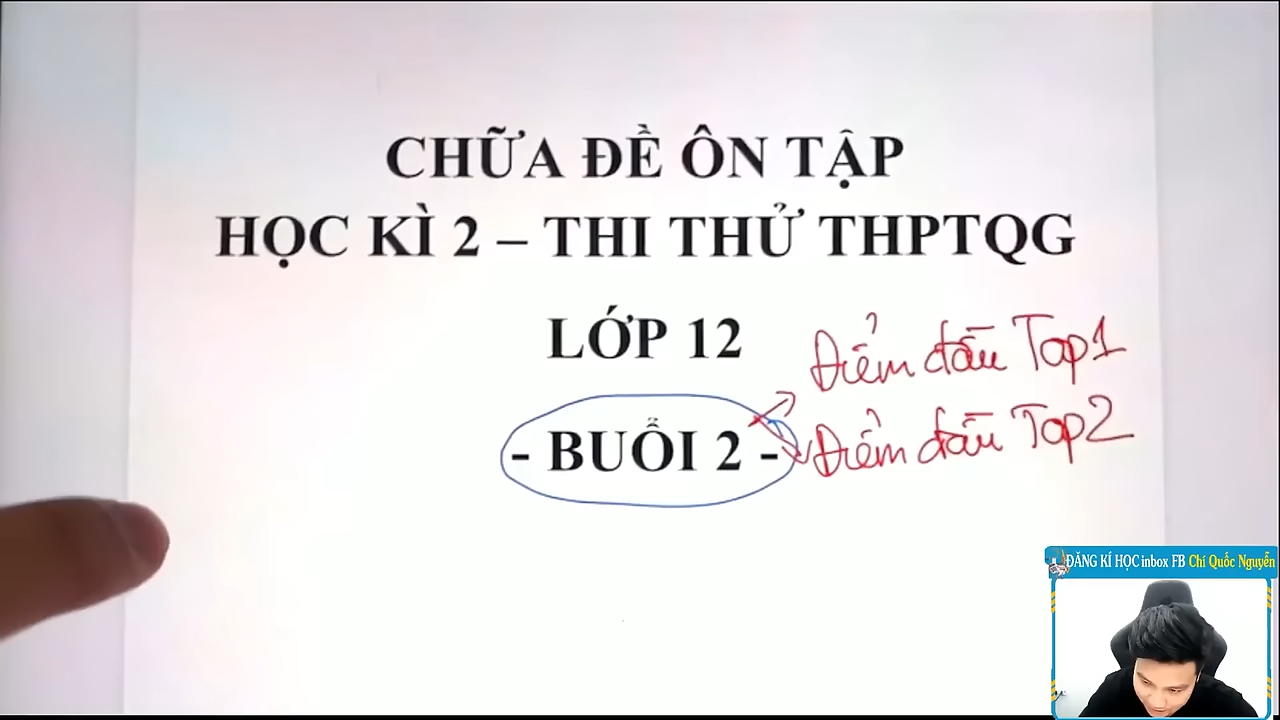 CHỮA ĐỀ ÔN TẬP
HỌC KÌ 2 – THI THỬ THPTQG
LỚP 12
Điểm đầu Top1
- BUỔI 2 -
Điểm đầu Top2
ĐĂNG KÍ HỌC inbox FB Chí Quốc Nguyễn